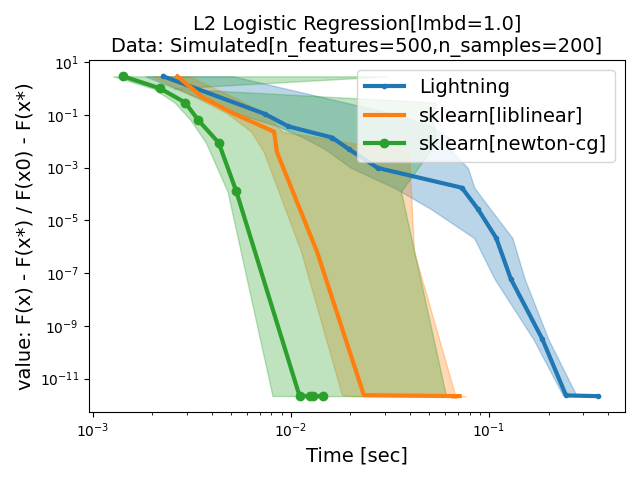 L2 Logistic Regression[lmbd=1.0]
Data: Simulated[n_features=500,n_samples=200]
value: F(x) - F(x*) / F(x0) - F(x*)
10^1
10^-1
10^-3
10^-5
10^-7
10^-9
10^-11
Lightning
sklearn[liblinear]
sklearn[newton-cg]
10^-3
10^-2
10^-1
Time [sec]